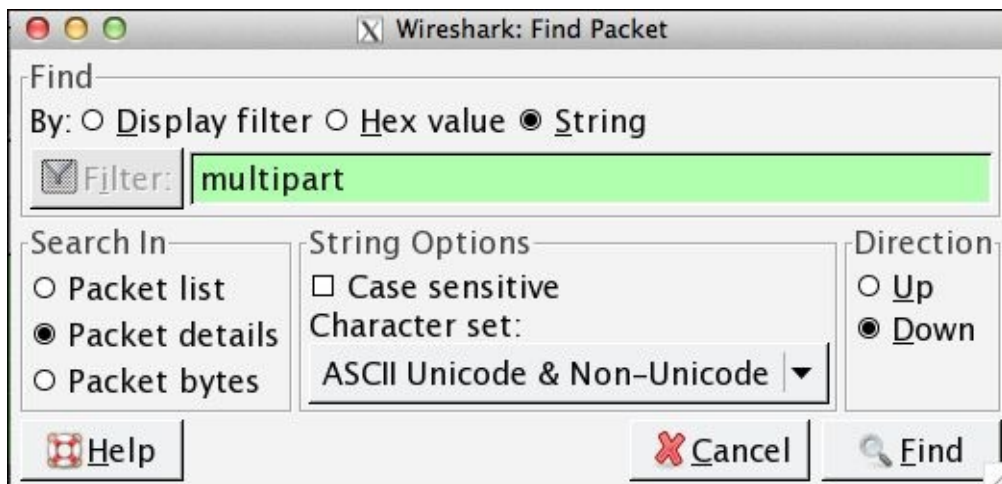 Wireshark: Find Packet
Find
By: Display filter Hex value String
Filter: multipart
Search In
Packet list
Packet details
Packet bytes
String Options
Case sensitive
Character set:
ASCII Unicode & Non-Unicode
Direction
Up
Down
Help Cancel Find